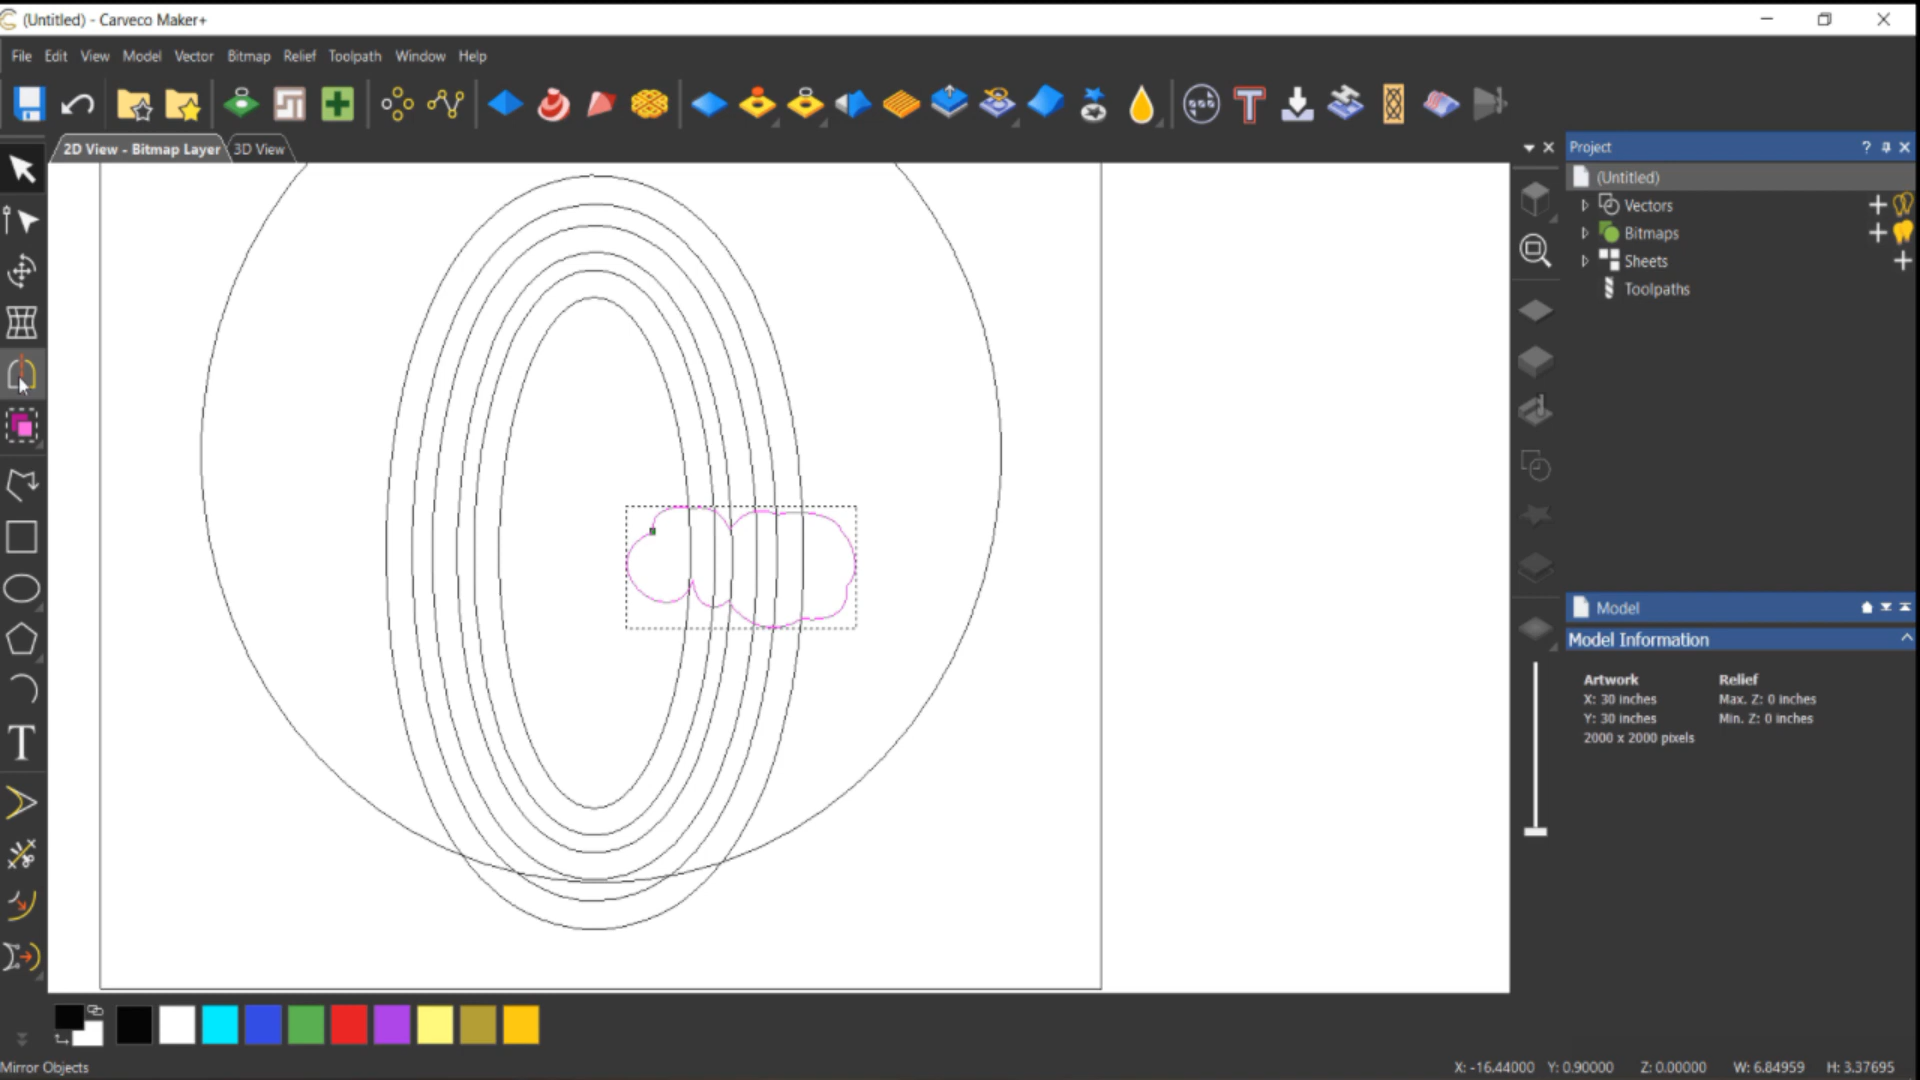 (Untitled) - Carveco Maker+
File Edit View Model Vector Bitmap Relief Toolpath Window Help
2D View - Bitmap Layer 3D View
Project
(Untitled)
Vectors
Bitmaps
Sheets
Toolpaths
Model
Model Information
Artwork Relief
X: 30 inches Max. Z: 0 inches
Y: 30 inches Min. Z: 0 inches
2000 x 2000 pixels
Mirror Objects X: -16.44000 Y: 0.90000 Z: 0.00000 W: 6.84959 H: 3.37695